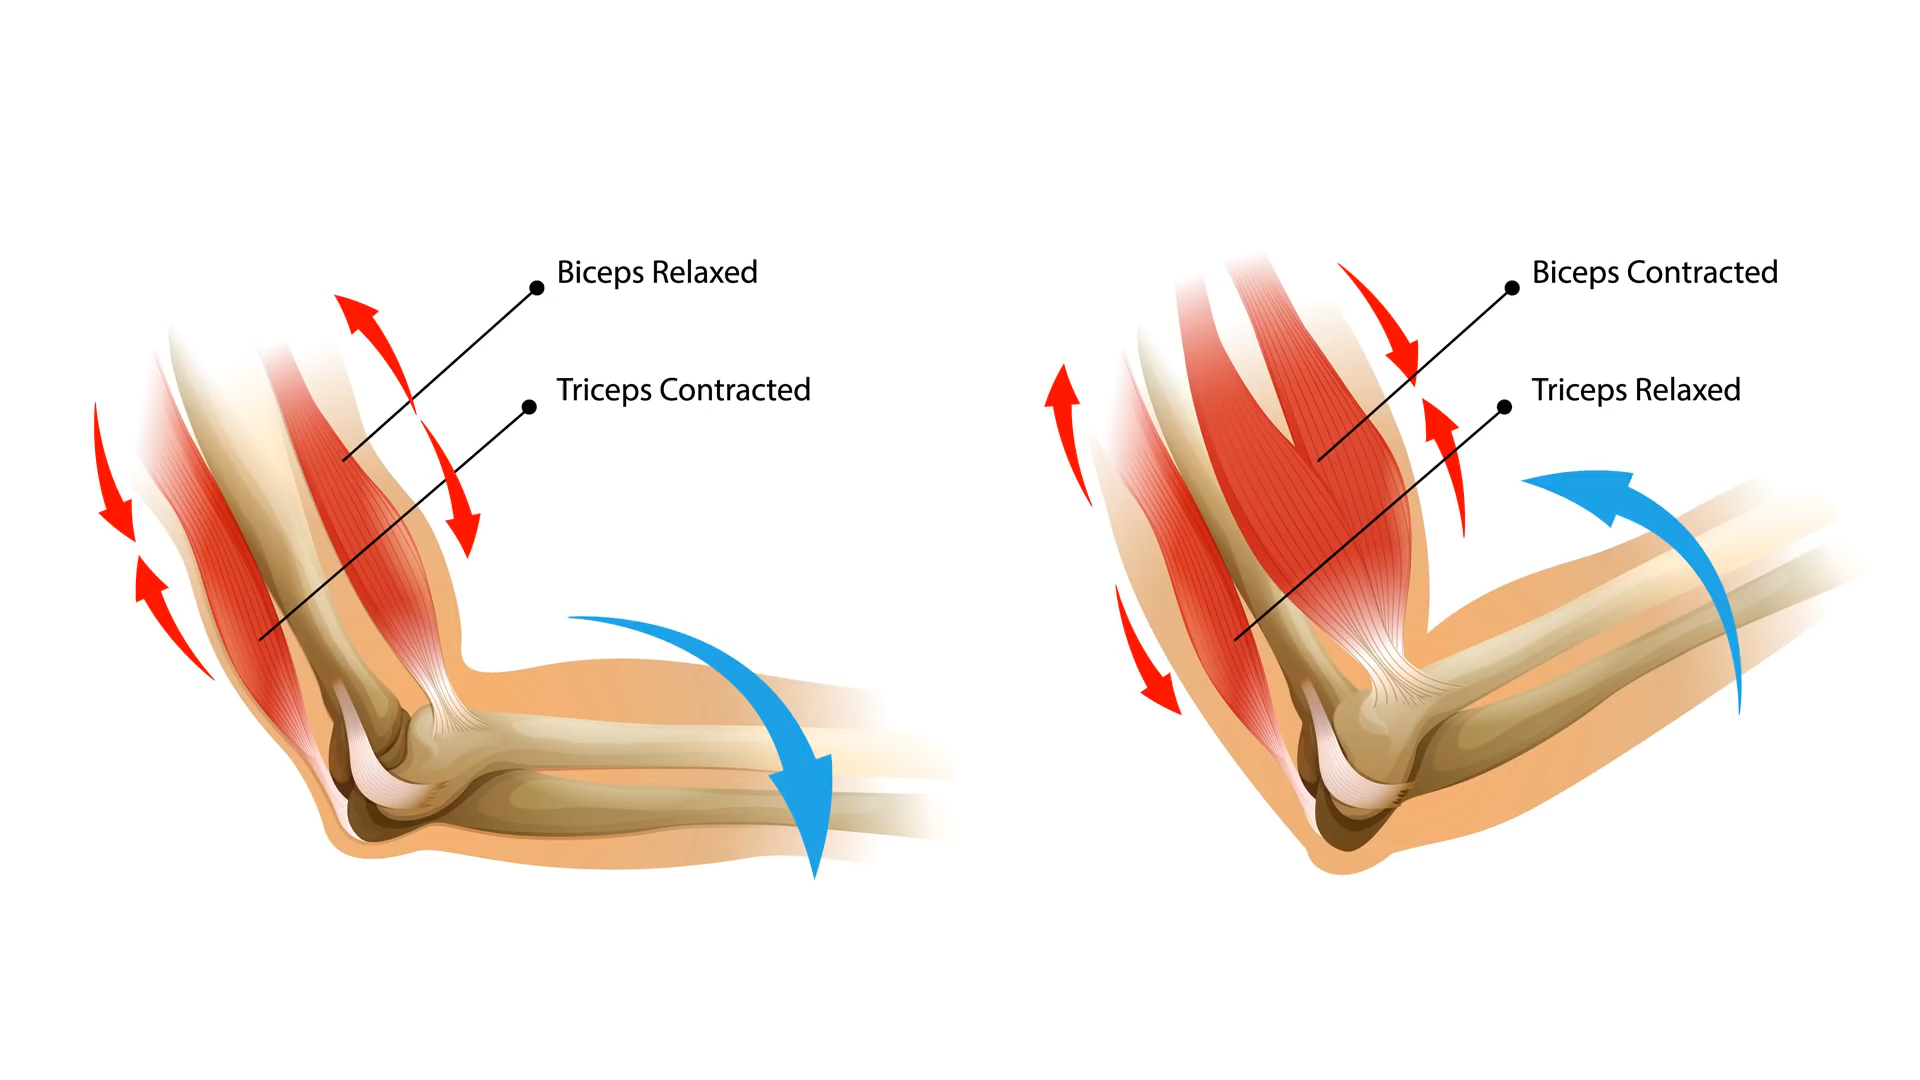 Biceps Relaxed
Triceps Contracted
Biceps Contracted
Triceps Relaxed